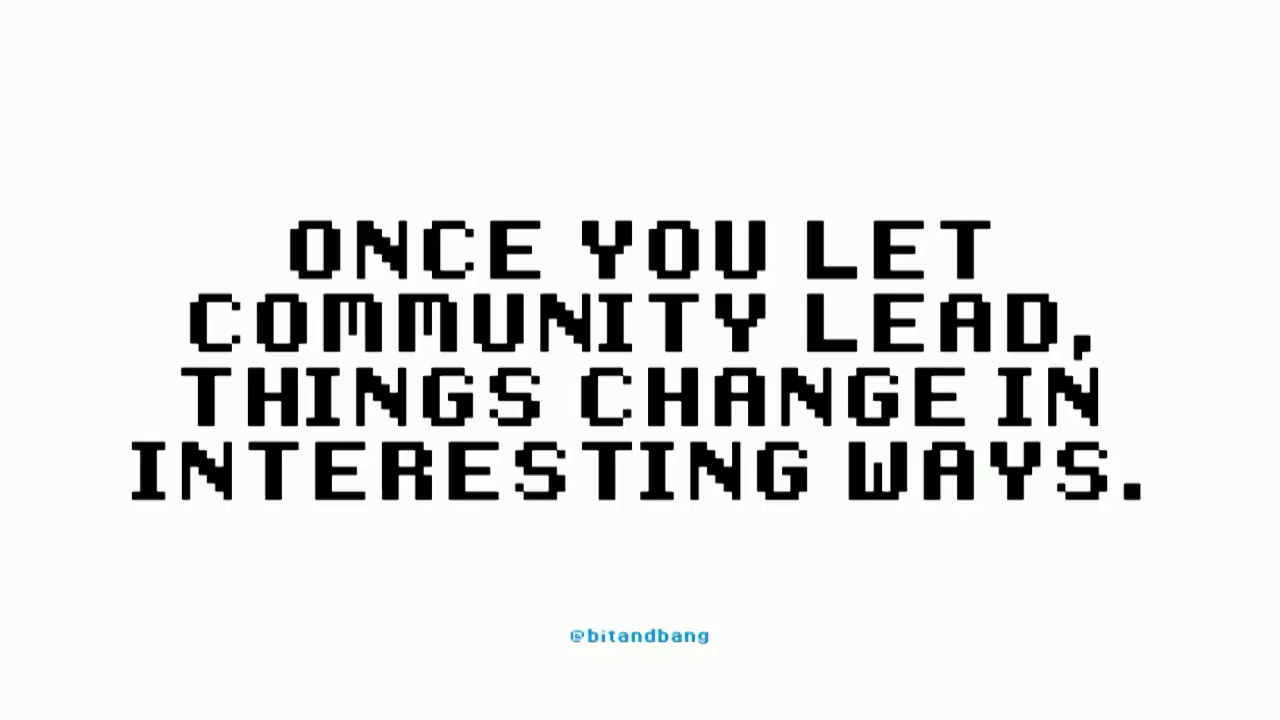 ONCE YOU LET
COMMUNITY LEAD,
THINGS CHANGE IN
INTERESTING WAYS.
@bitandbang